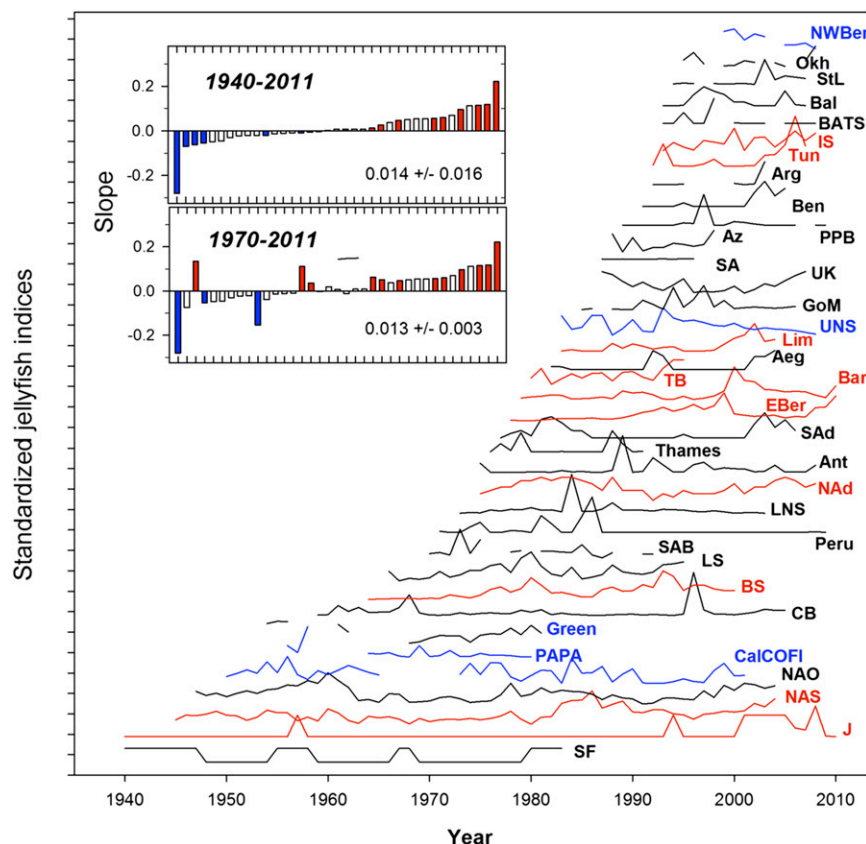 NWBer
Okh
StL
Bal
BATS
IS
Tun
Arg
Ben
PPB
Az
SA
UK
GoM
UNS
Lim
Aeg
TB
Bar
EBer
SAd
Thames
Ant
NAd
LNS
Peru
SAB
LS
BS
CB
Green
PAPA
CalCOFI
NAO
NAS
J
SF
1940-2011
0.2
0.0
-0.2
0.014 +/- 0.016
Slope
1970-2011
0.2
0.0
-0.2
0.013 +/- 0.003
Standardized jellyfish indices
1940 1950 1960 1970 1980 1990 2000 2010
Year